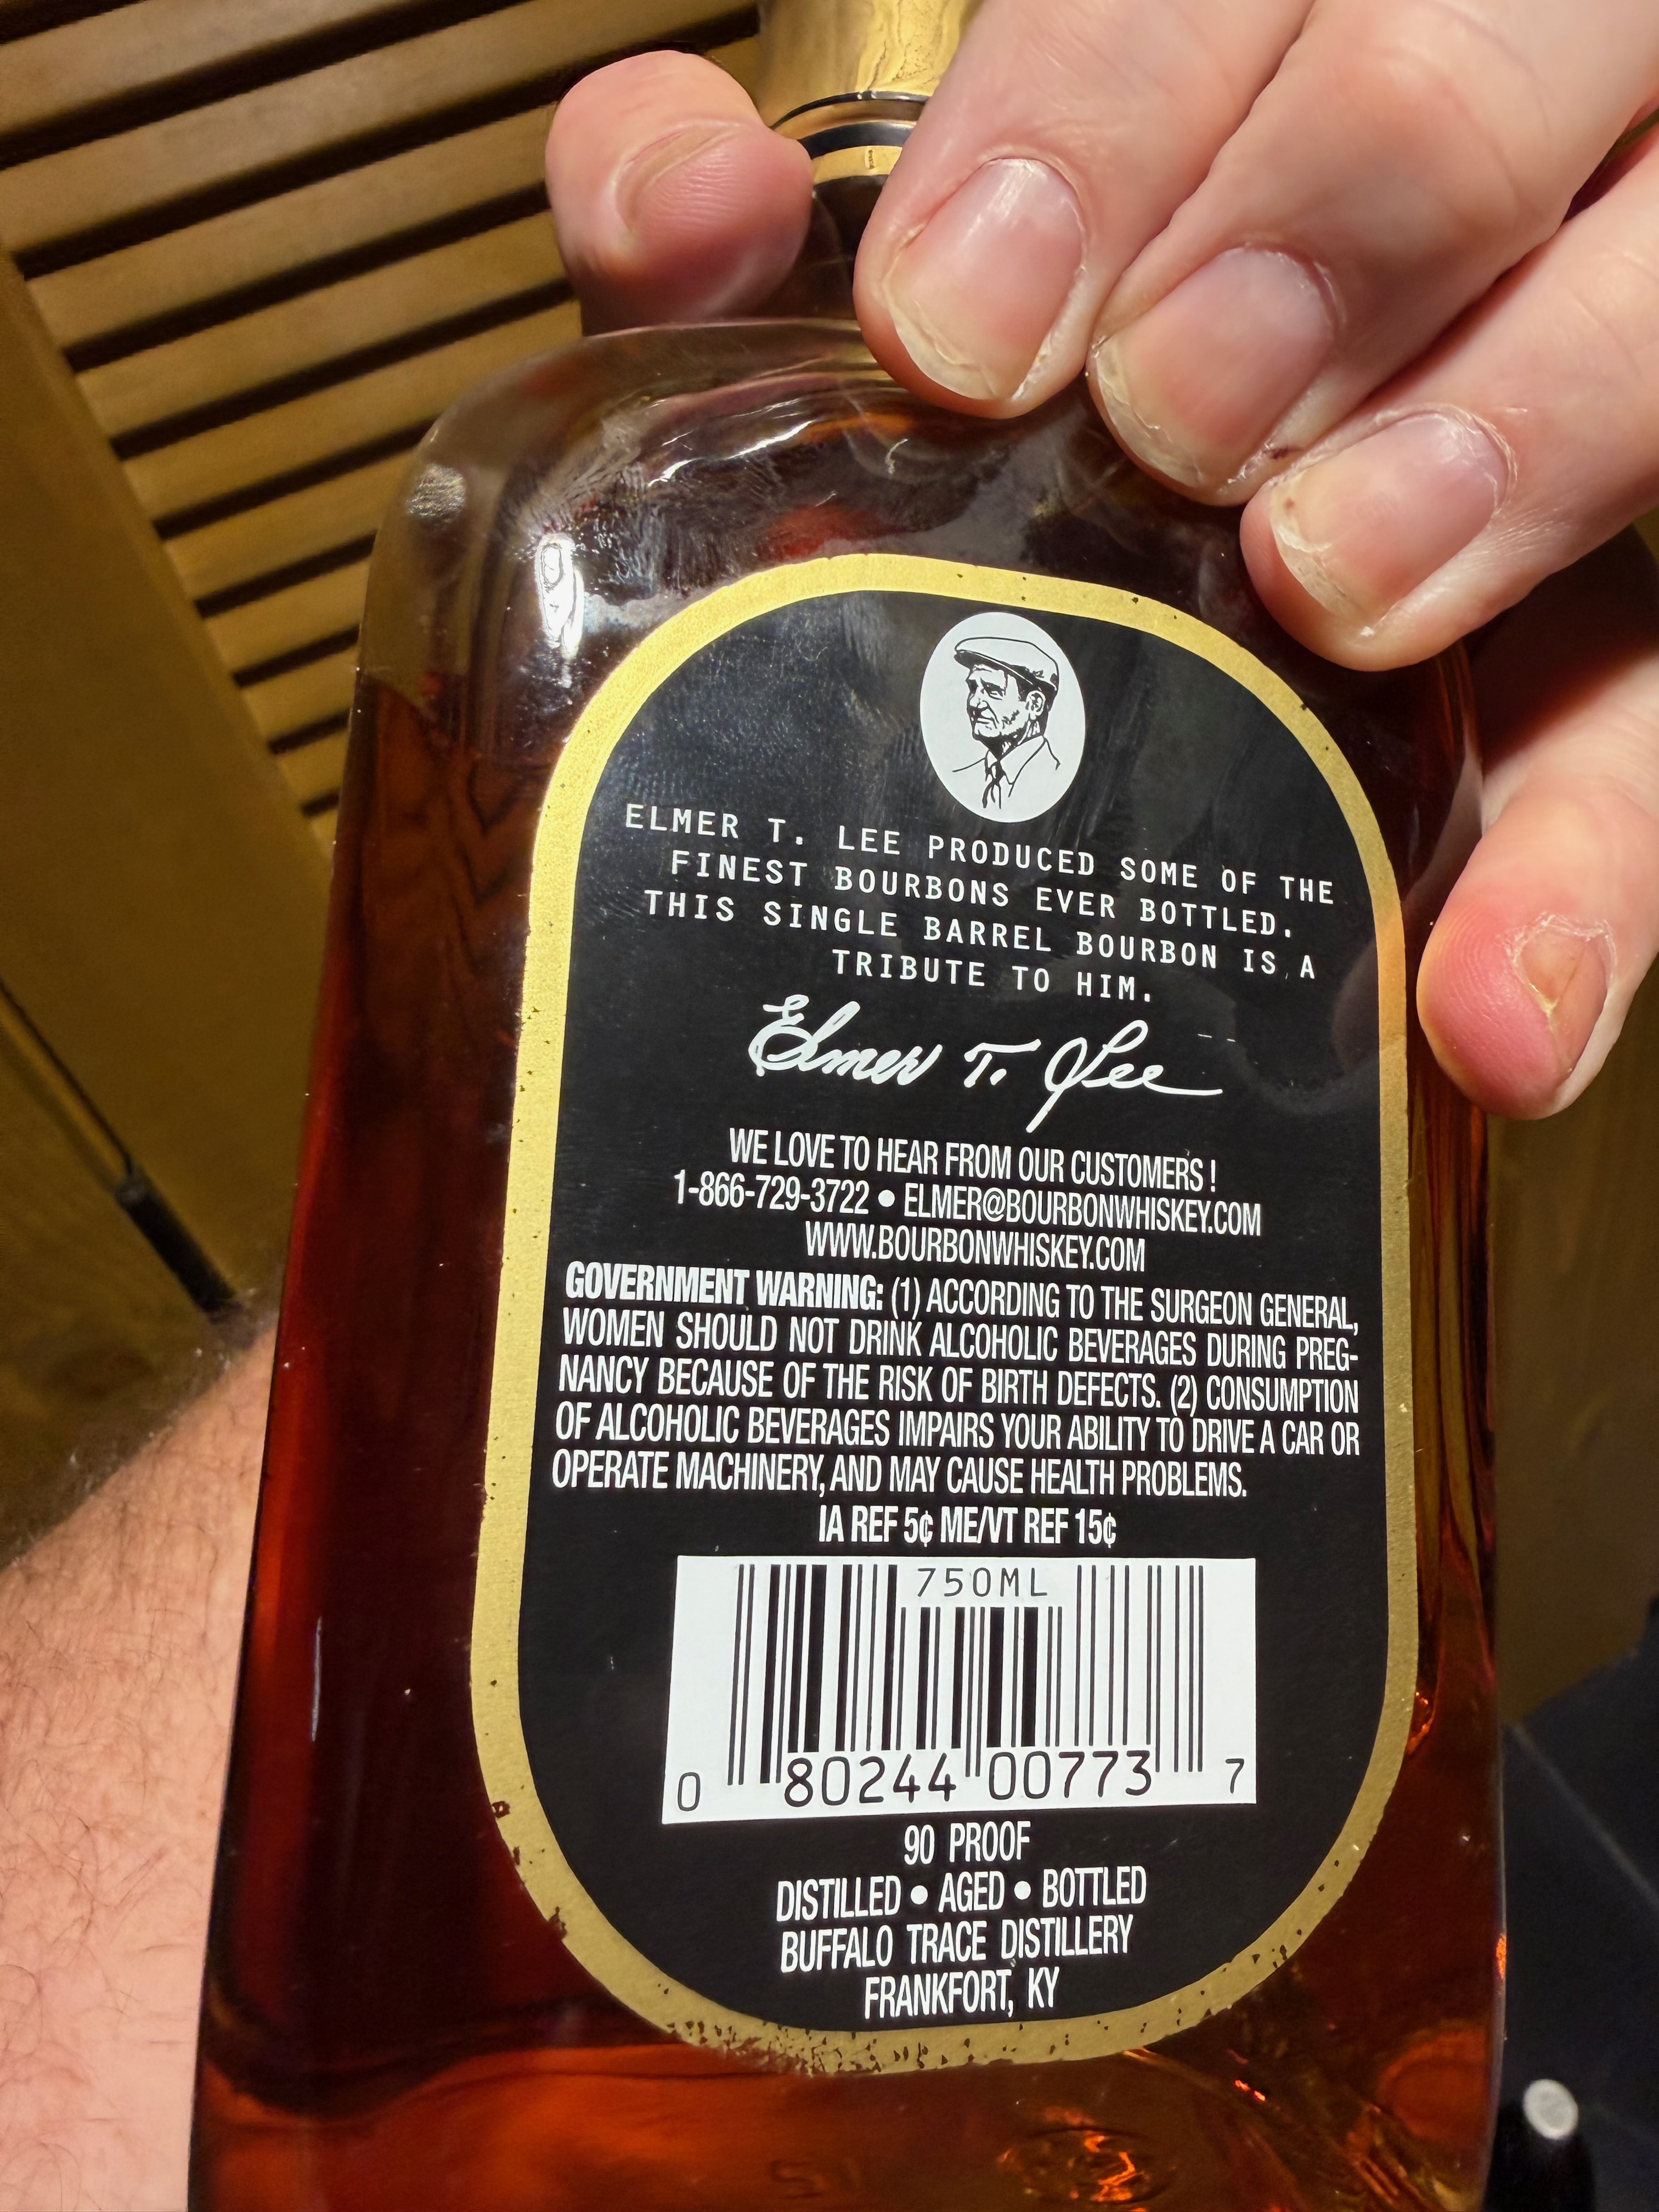 ELMER T. LEE PRODUCED SOME OF THE
FINEST BOURBONS EVER BOTTLED.
THIS SINGLE BARREL BOURBON IS A
TRIBUTE TO HIM.
Elmer T. Lee
WE LOVE TO HEAR FROM OUR CUSTOMERS !
1-866-729-3722 • ELMER@BOURBONWHISKEY.COM
WWW.BOURBONWHISKEY.COM
GOVERNMENT WARNING: (1) ACCORDING TO THE SURGEON GENERAL,
WOMEN SHOULD NOT DRINK ALCOHOLIC BEVERAGES DURING PREG-
NANCY BECAUSE OF THE RISK OF BIRTH DEFECTS. (2) CONSUMPTION
OF ALCOHOLIC BEVERAGES IMPAIRS YOUR ABILITY TO DRIVE A CAR OR
OPERATE MACHINERY, AND MAY CAUSE HEALTH PROBLEMS.
IA REF 5¢ ME/VT REF 15¢
750ML
0 80244 00773 7
90 PROOF
DISTILLED • AGED • BOTTLED
BUFFALO TRACE DISTILLERY
FRANKFORT, KY